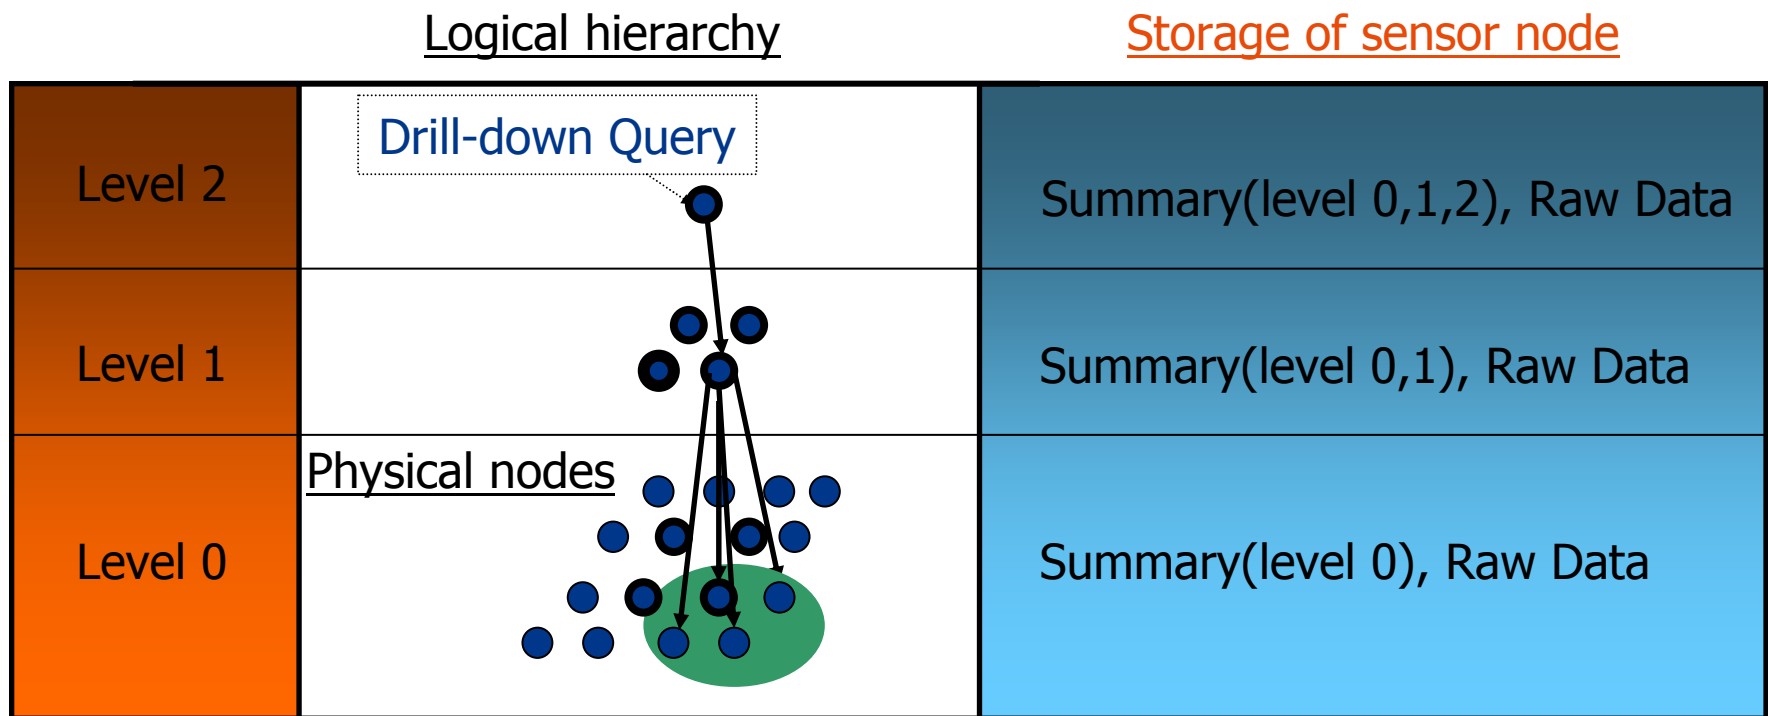 Logical hierarchy
Storage of sensor node
Drill-down Query
Level 2
Summary(level 0,1,2), Raw Data
Level 1
Summary(level 0,1), Raw Data
Physical nodes
Level 0
Summary(level 0), Raw Data